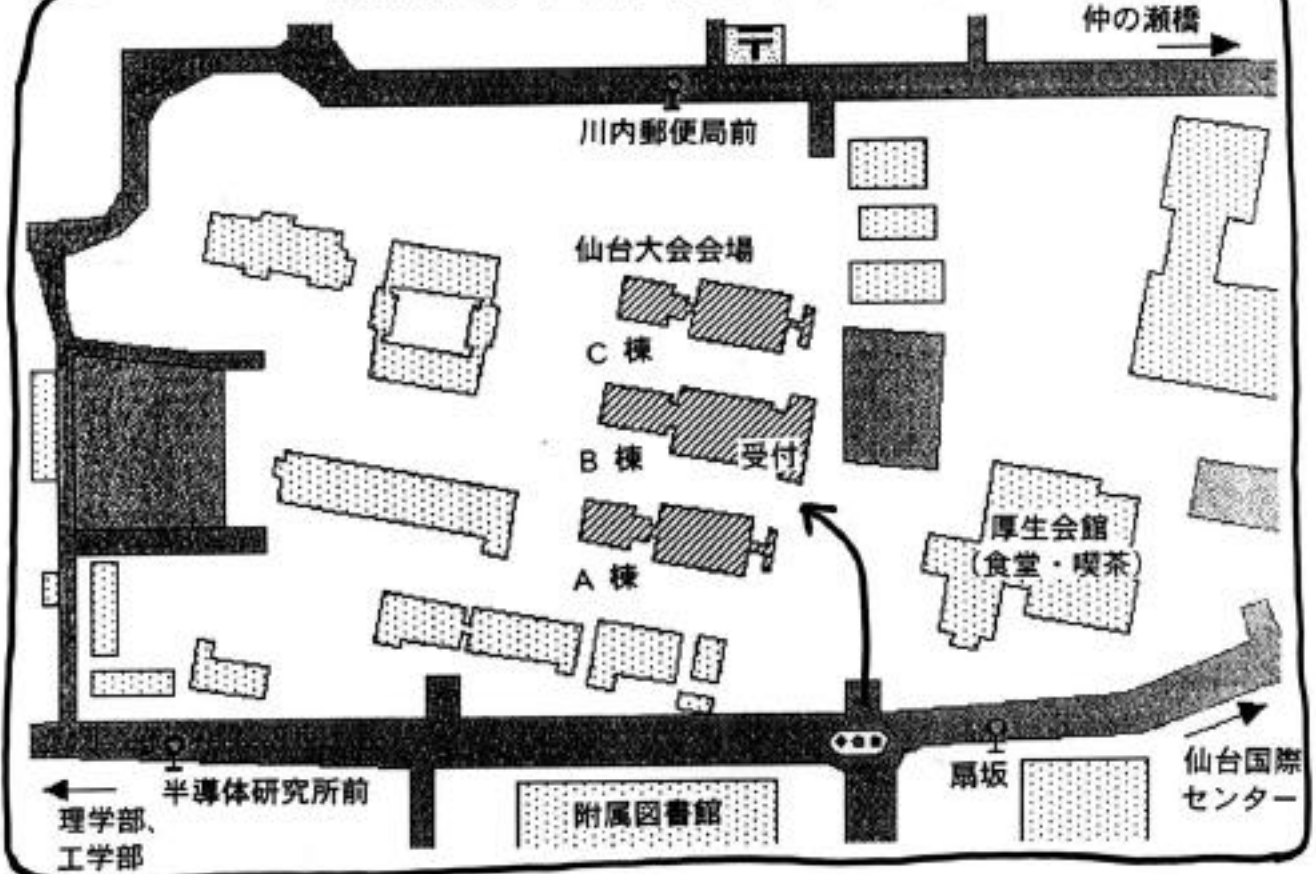 仲の瀬橋
〒
川内郵便局前
仙台大会会場
C 棟
B 棟
受付
A 棟
厚生会館
(食堂・喫茶)
半導体研究所前
理学部、
工学部
附属図書館
扇坂
仙台国際
センター